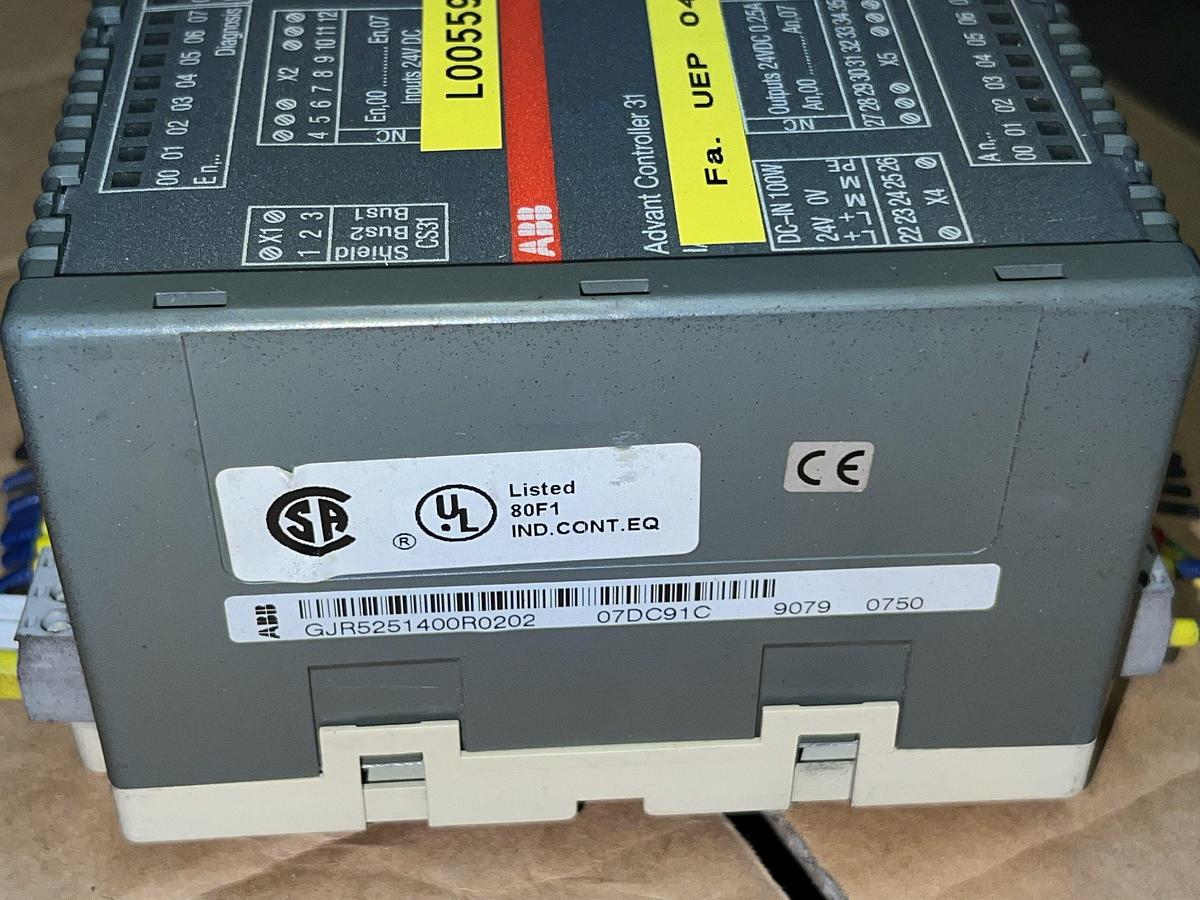 00 01 02 03 04 05 06 07
En,..
Diagnosis
X2
4 5 6 7 8 9 10 11 12
NC
En,00 .............. En,07
Inputs 24V DC
L00559
ABB
Advant Controller 31
Fa. UEP 04
Outputs 24VDC 0.25A
An,00 .......... An,07
NC
27 28 29 30 31 32 33 34 35
X5
An,..
00 01 02 03 04 05 06
X1
1 2 3
Shield
Bus2
Bus1
CS31
DC-IN 100W
24V 0V
22 23 24 25 26
X4
SA
®
UL
Listed
80F1
IND.CONT.EQ
CE
ABB
GJR5251400R0202 07DC91C 9079 0750